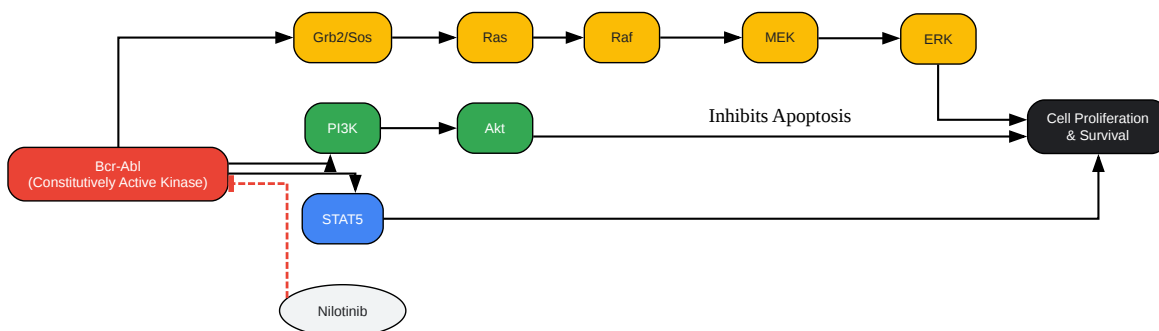 Grb2/Sos
Ras
Raf
MEK
ERK
PI3K
Akt
Inhibits Apoptosis
Cell Proliferation
& Survival
Bcr-Abl
(Constitutively Active Kinase)
STAT5
Nilotinib